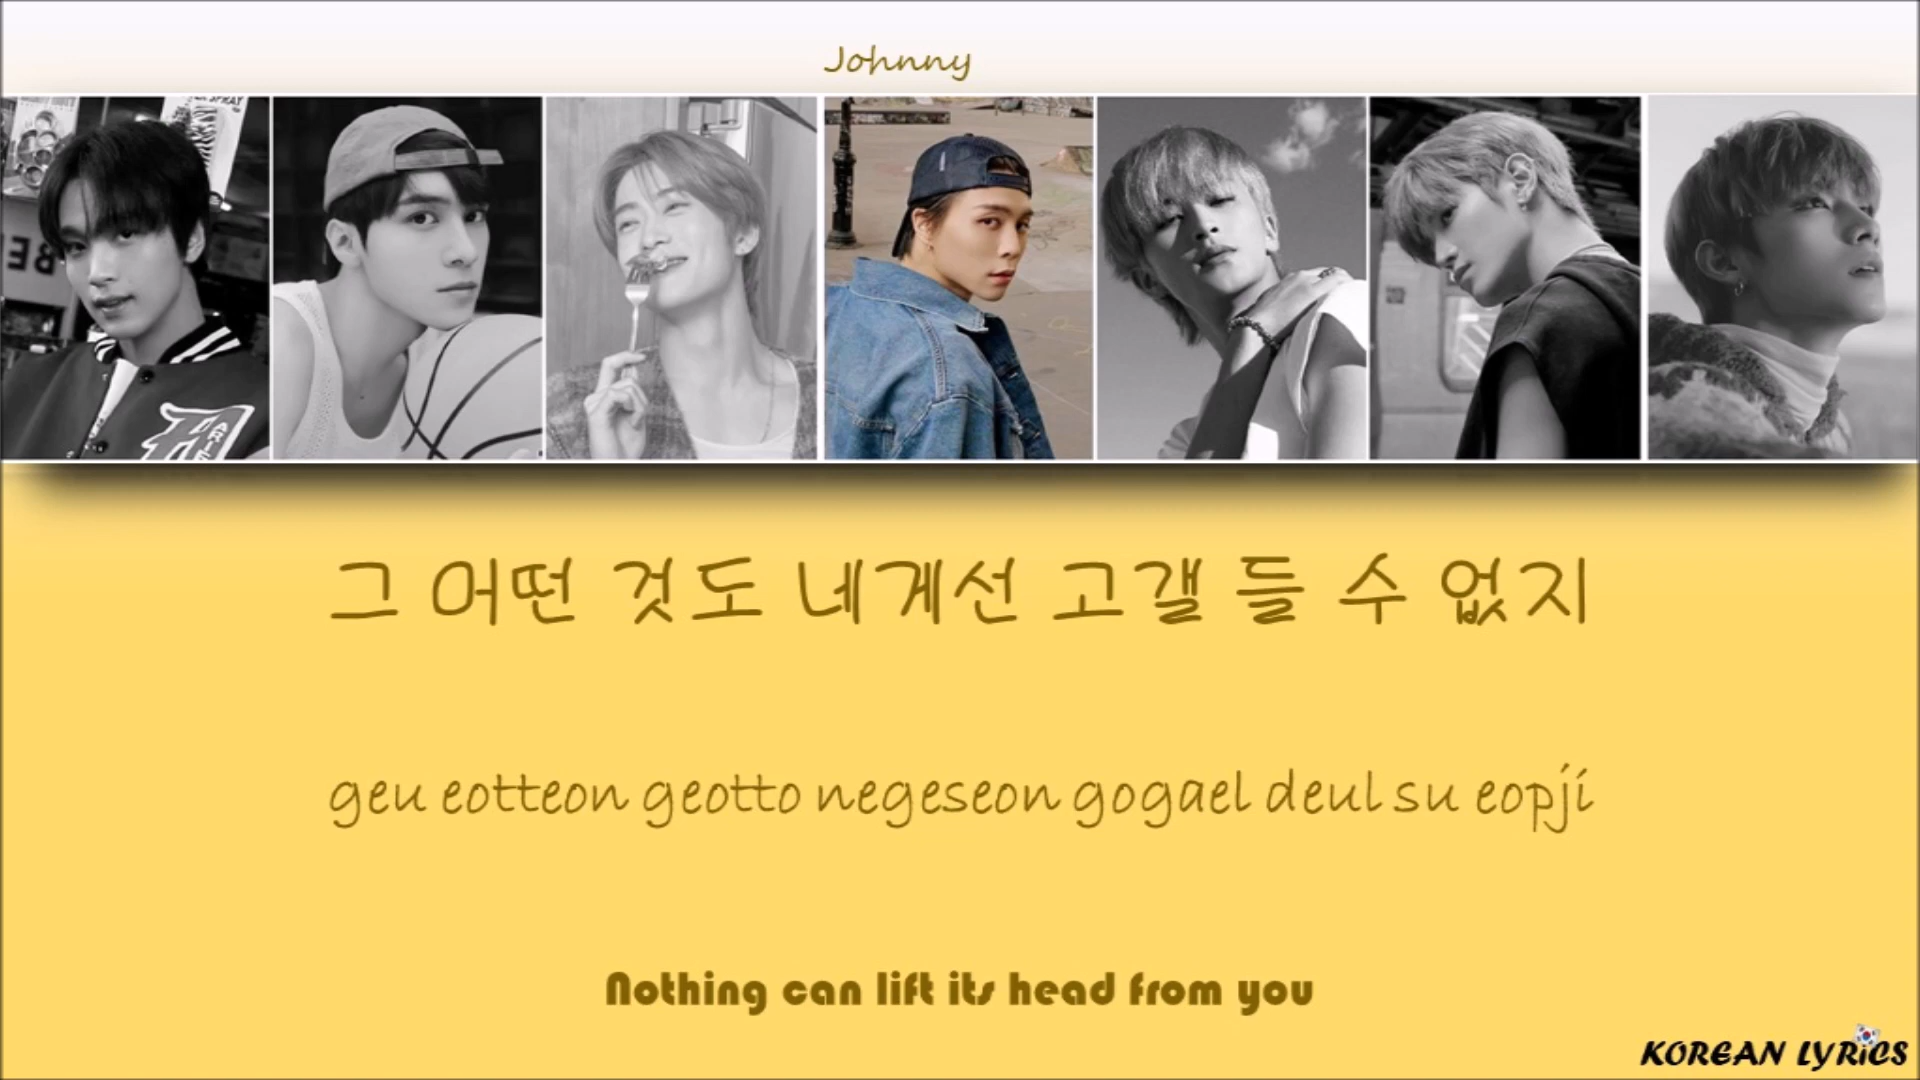 Johnny
그 어떤 것도 네게선 고갤 들 수 없지
geu eotteon geotto negeseon gogael deul su eopji
Nothing can lift its head from you
KOREAN LYRiCS